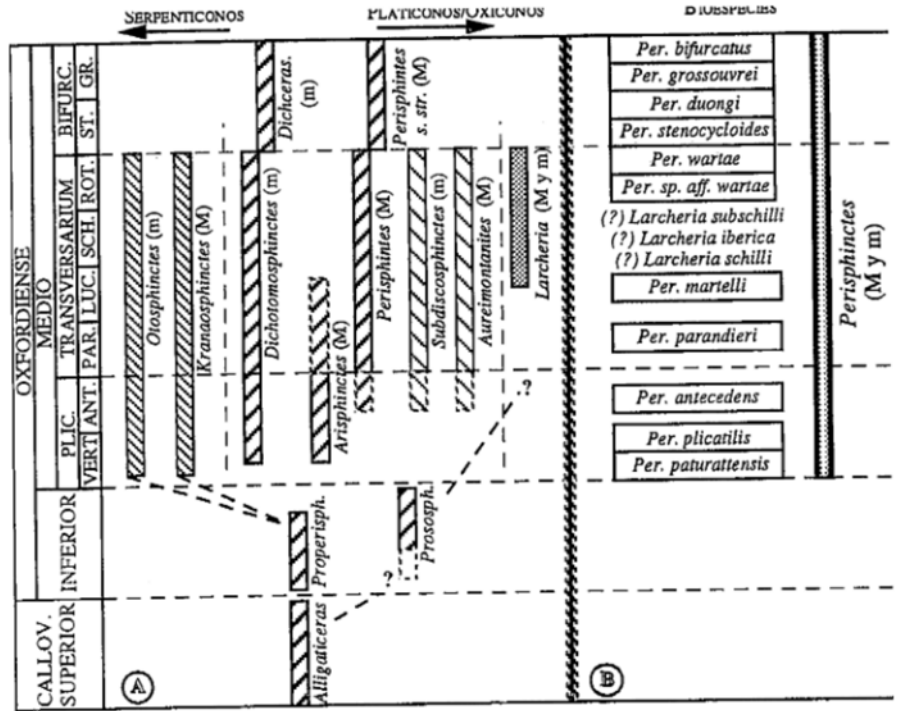 SERPENTICONOS
PLATICONOS/OXICONOS
BIOESPECIES
OXFORDIENSE
MEDIO
BIFURC.
GR.
ST.
TRANSVERSARIUM
ROT.
SCH.
LUC.
PAR.
PLIC.
ANT.
VERT
INFERIOR
CALLOV.
SUPERIOR
Otosphinctes (m)
Kranaosphinctes (M)
Dichceras.
(m)
Dichotomosphinctes (m)
Arisphinctes (M)
Perisphintes
s. str. (M)
Perisphintes (M)
Subdiscosphinctes (m)
Aureimontanites (M)
Larcheria (M y m)
.?
Properisph.
Prososph.
?
Alligaticeras
A
Per. bifurcatus
Per. grossouvrei
Per. duongi
Per. stenocycloides
Per. wartae
Per. sp. aff. wartae
(?) Larcheria subschilli
(?) Larcheria iberica
(?) Larcheria schilli
Per. martelli
Per. parandieri
Per. antecedens
Per. plicatilis
Per. paturattensis
Perisphinctes
(M y m)
B